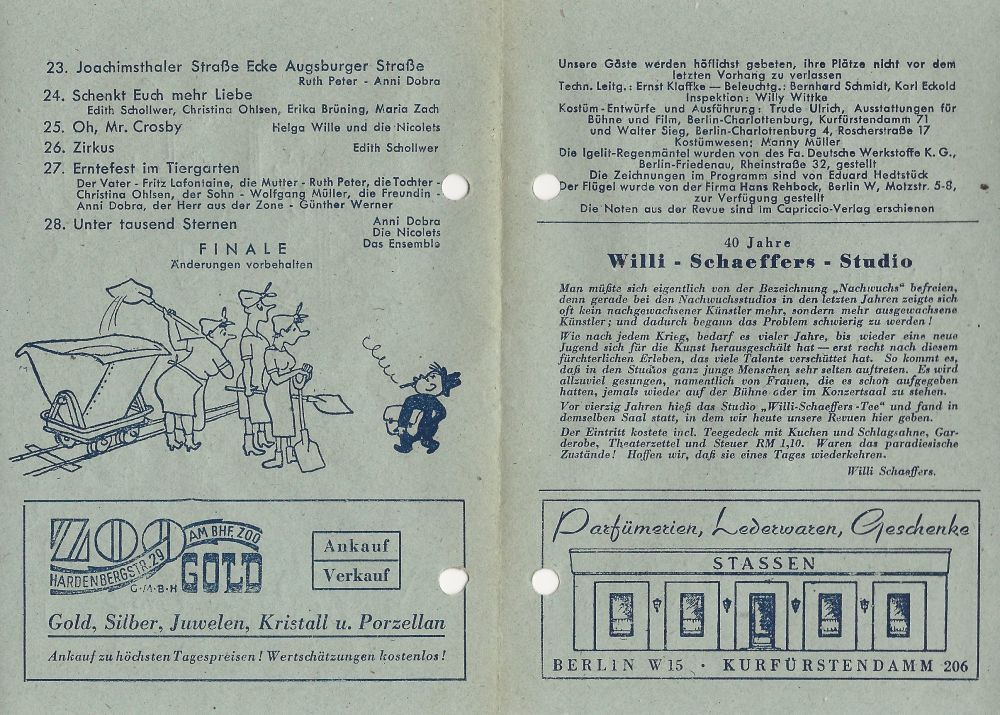 23. Joachimsthaler Straße Ecke Augsburger Straße
Ruth Peter - Anni Dobra
24. Schenkt Euch mehr Liebe
Edith Schollwer, Christina Ohlsen, Erika Brüning, Maria Zach
25. Oh, Mr. Crosby Helga Wille und die Nicolets
26. Zirkus Edith Schollwer
27. Erntefest im Tiergarten
Der Vater - Fritz Lafontaine, die Mutter - Ruth Peter, die Tochter -
Christina Ohlsen, der Sohn - Wolfgang Müller, die Freundin -
Anni Dobra, der Herr aus der Zone - Günther Werner
28. Unter tausend Sternen Anni Dobra
Die Nicolets
Das Ensemble
FINALE
Änderungen vorbehalten
ZOO
AM BHF. ZOO
HARDENBERGSTR. 29
G·M·B·H
GOLD
Ankauf
Verkauf
Gold, Silber, Juwelen, Kristall u. Porzellan
Ankauf zu höchsten Tagespreisen! Wertschätzungen kostenlos!
Unsere Gäste werden höflichst gebeten, ihre Plätze nicht vor dem
letzten Vorhang zu verlassen
Techn. Leitg.: Ernst Klaffke — Beleuchtg.: Bernhard Schmidt, Karl Eckold
Inspektion: Willy Wittke
Kostüm-Entwürfe und Ausführung: Trude Ulrich, Ausstattungen für
Bühne und Film, Berlin-Charlottenburg, Kurfürstendamm 71
und Walter Sieg, Berlin-Charlottenburg 4, Roscherstraße 17
Kostümwesen: Manny Müller
Die Igelit-Regenmäntel wurden von des Fa. Deutsche Werkstoffe K. G.,
Berlin-Friedenau, Rheinstraße 32, gestellt
Die Zeichnungen im Programm sind von Eduard Hedtstück
Der Flügel wurde von der Firma Hans Rehbock, Berlin W, Motzstr. 5-8,
zur Verfügung gestellt
Die Noten aus der Revue sind im Capriccio-Verlag erschienen
40 Jahre
Willi - Schaeffers - Studio
Man müßte sich eigentlich von der Bezeichnung „Nachwuchs" befreien,
denn gerade bei den Nachwuchsstudios in den letzten Jahren zeigte sich
oft kein nachgewachsener Künstler mehr, sondern mehr ausgewachsene
Künstler; und dadurch begann das Problem schwierig zu werden!
Wie nach jedem Krieg, bedarf es vieler Jahre, bis wieder eine neue
Jugend sich für die Kunst herausgeschält hat — erst recht nach diesem
fürchterlichen Erleben, das viele Talente verschüttet hat. So kommt es,
daß in den Studios ganz junge Menschen sehr selten auftreten. Es wird
allzuviel gesungen, namentlich von Frauen, die es schon aufgegeben
hatten, jemals wieder auf der Bühne oder im Konzertsaal zu stehen.
Vor vierzig Jahren hieß das Studio „Willi-Schaeffers-Tee" und fand in
demselben Saal statt, in dem wir heute unsere Revuen hier geben.
Der Eintritt kostete incl. Teegedeck mit Kuchen und Schlagsahne, Gar-
derobe, Theaterzettel und Steuer RM 1,10. Waren das paradiesische
Zustände! Hoffen wir, daß sie eines Tages wiederkehren.
Willi Schaeffers.
Parfümerien, Lederwaren, Geschenke
STASSEN
BERLIN W 15 · KURFÜRSTENDAMM 206